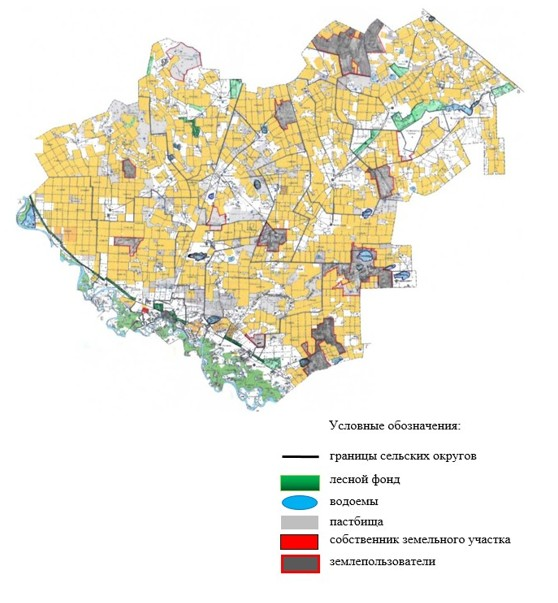 Условные обозначения:
границы сельских округов
лесной фонд
водоемы
пастбища
собственник земельного участка
землепользователи